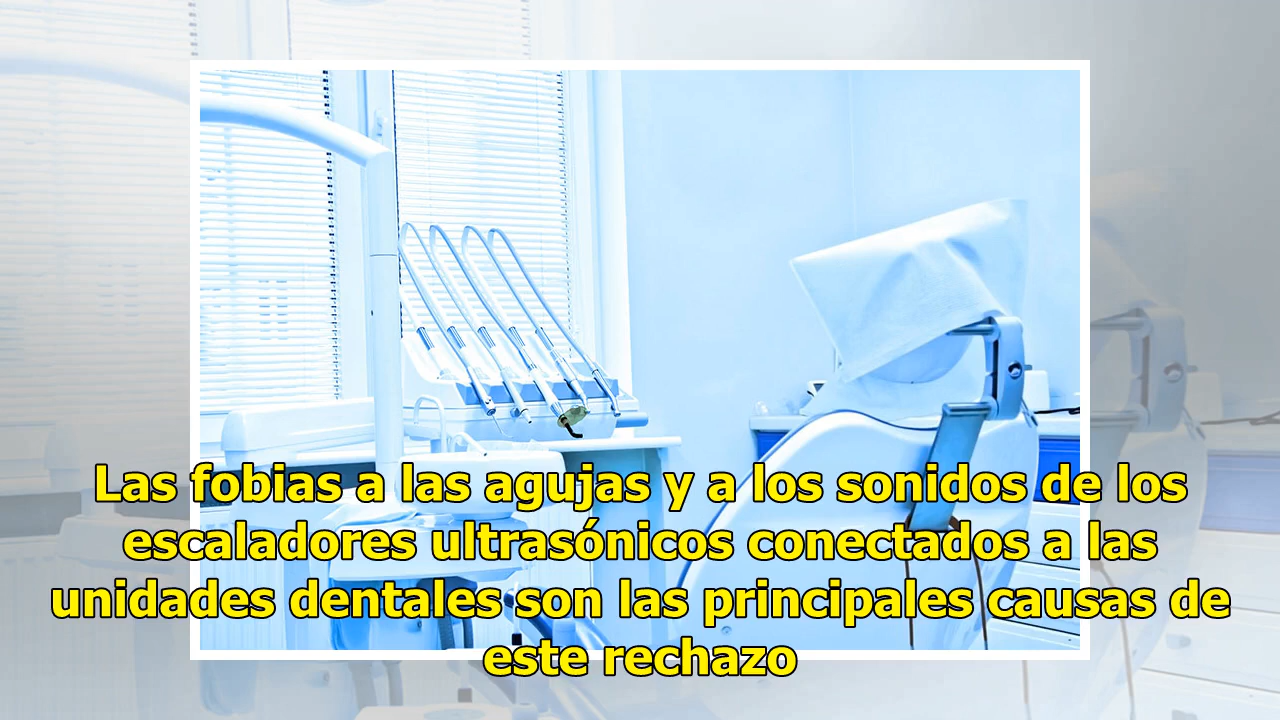 Las fobias a las agujas y a los sonidos de los
escaladores ultrasónicos conectados a las
unidades dentales son las principales causas de
este rechazo